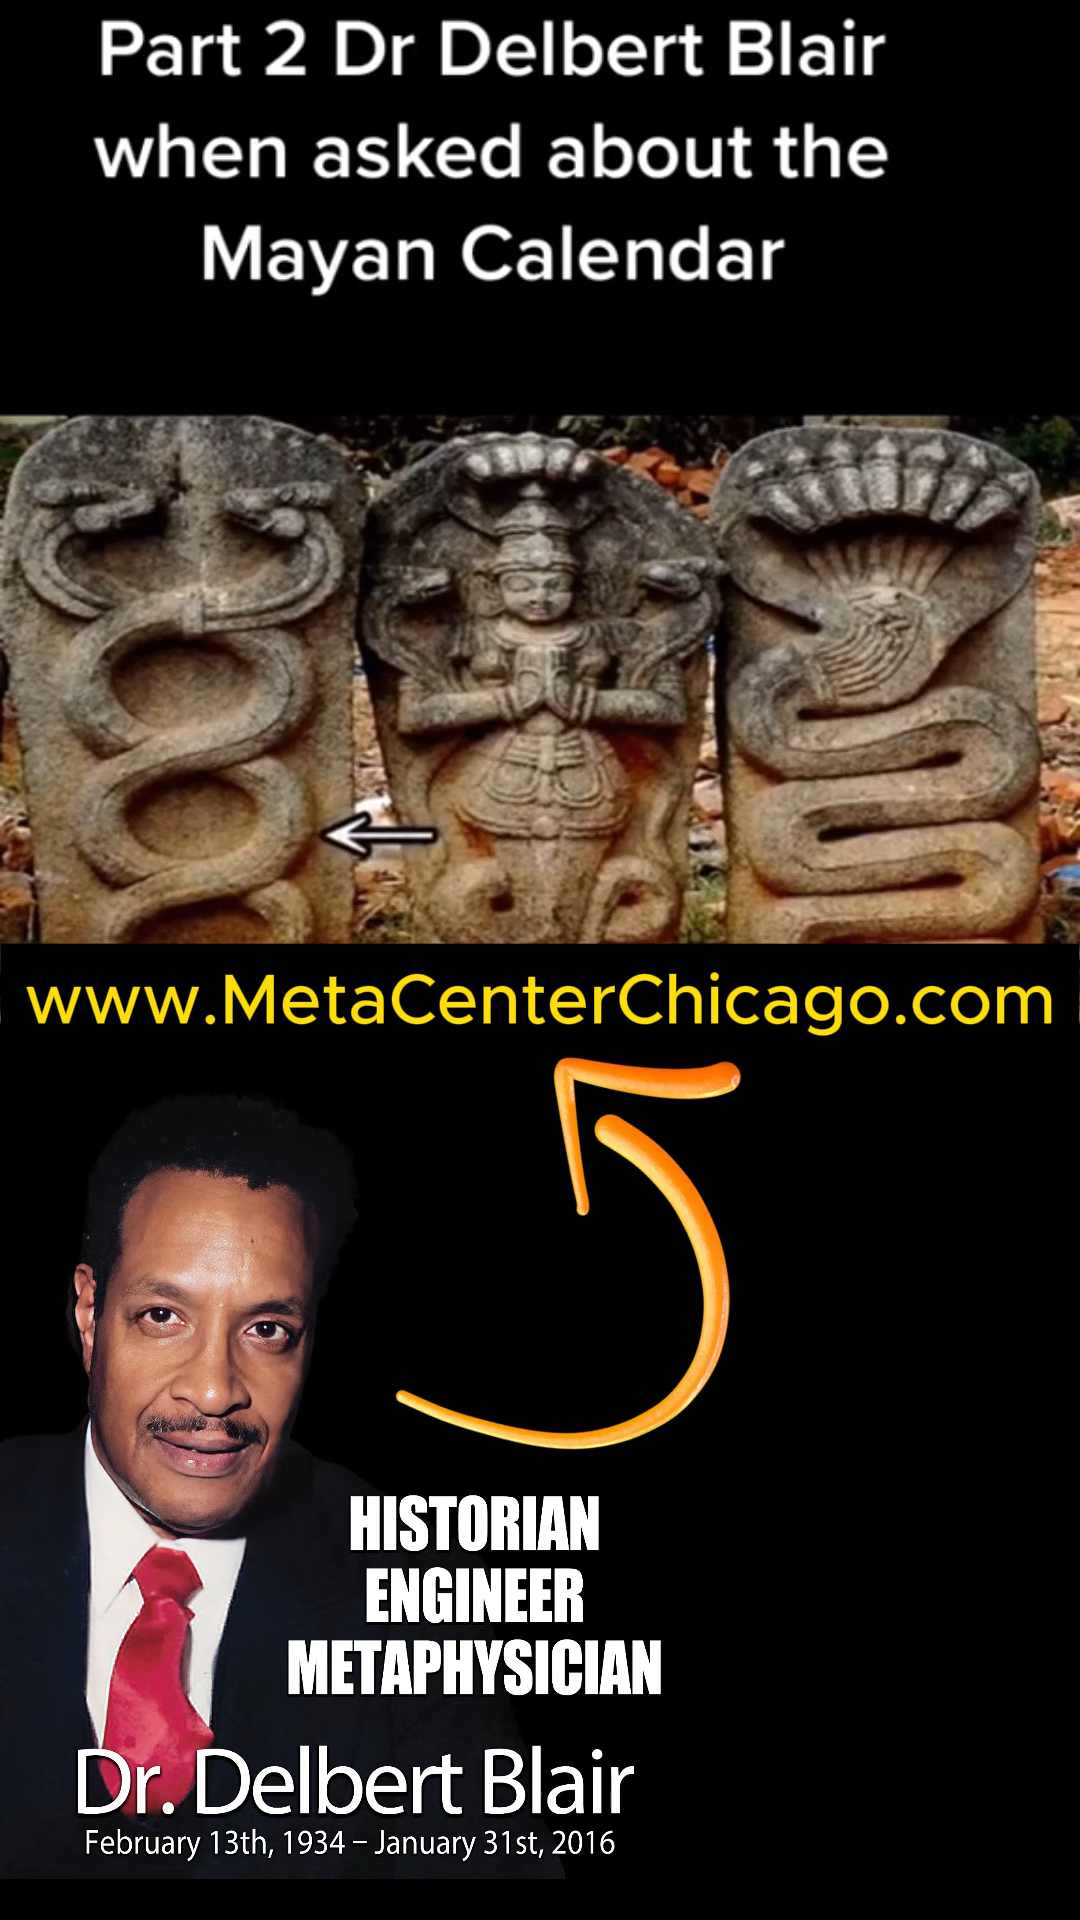 Part 2 Dr Delbert Blair
when asked about the
Mayan Calendar
www.MetaCenterChicago.com
HISTORIAN
ENGINEER
METAPHYSICIAN
Dr. Delbert Blair
February 13th, 1934 – January 31st, 2016